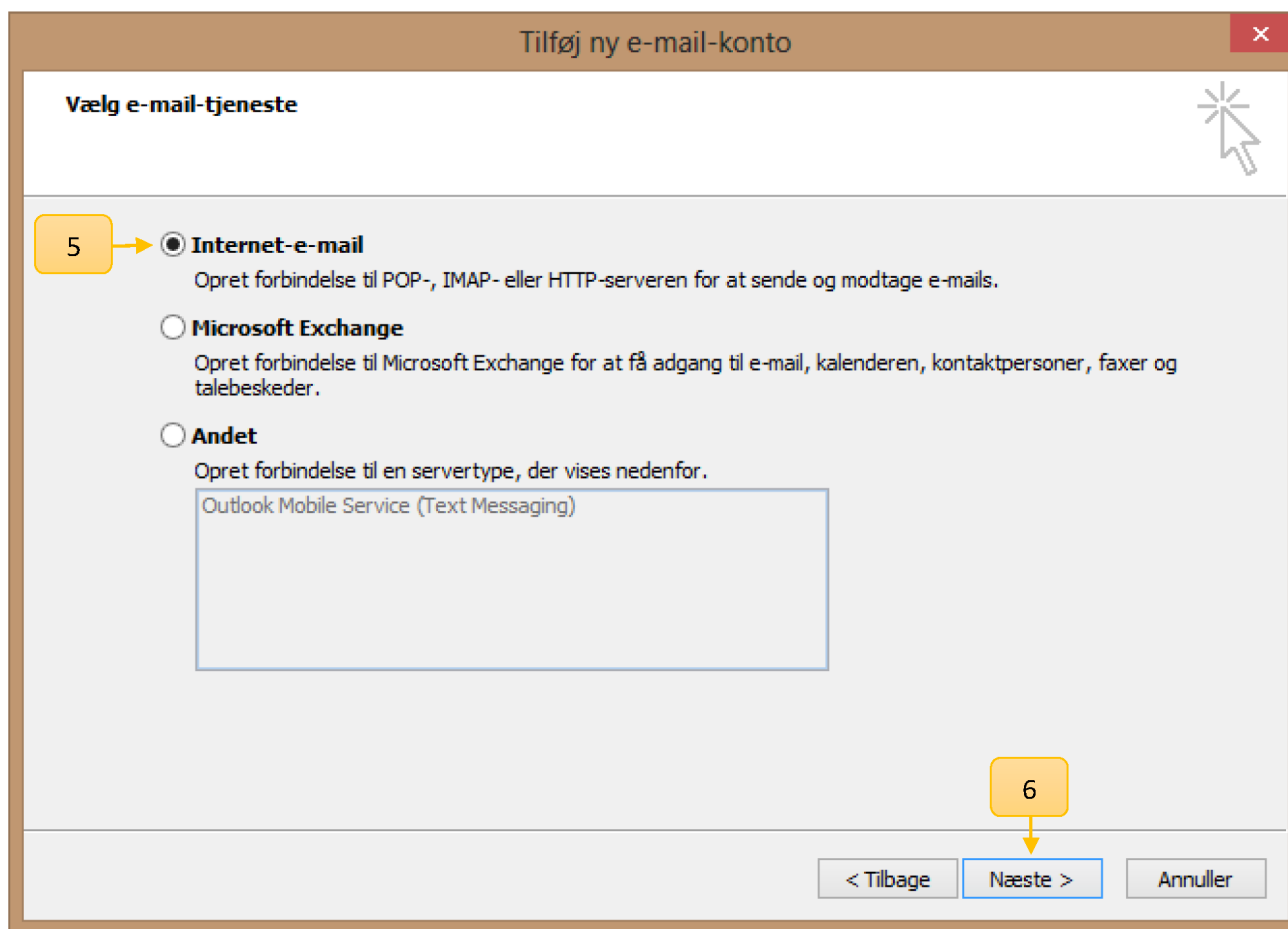 Tilføj ny e-mail-konto
Vælg e-mail-tjeneste
5
Internet-e-mail
Opret forbindelse til POP-, IMAP- eller HTTP-serveren for at sende og modtage e-mails.
Microsoft Exchange
Opret forbindelse til Microsoft Exchange for at få adgang til e-mail, kalenderen, kontaktpersoner, faxer og
talebeskeder.
Andet
Opret forbindelse til en servertype, der vises nedenfor.
Outlook Mobile Service (Text Messaging)
6
< Tilbage
Næste >
Annuller